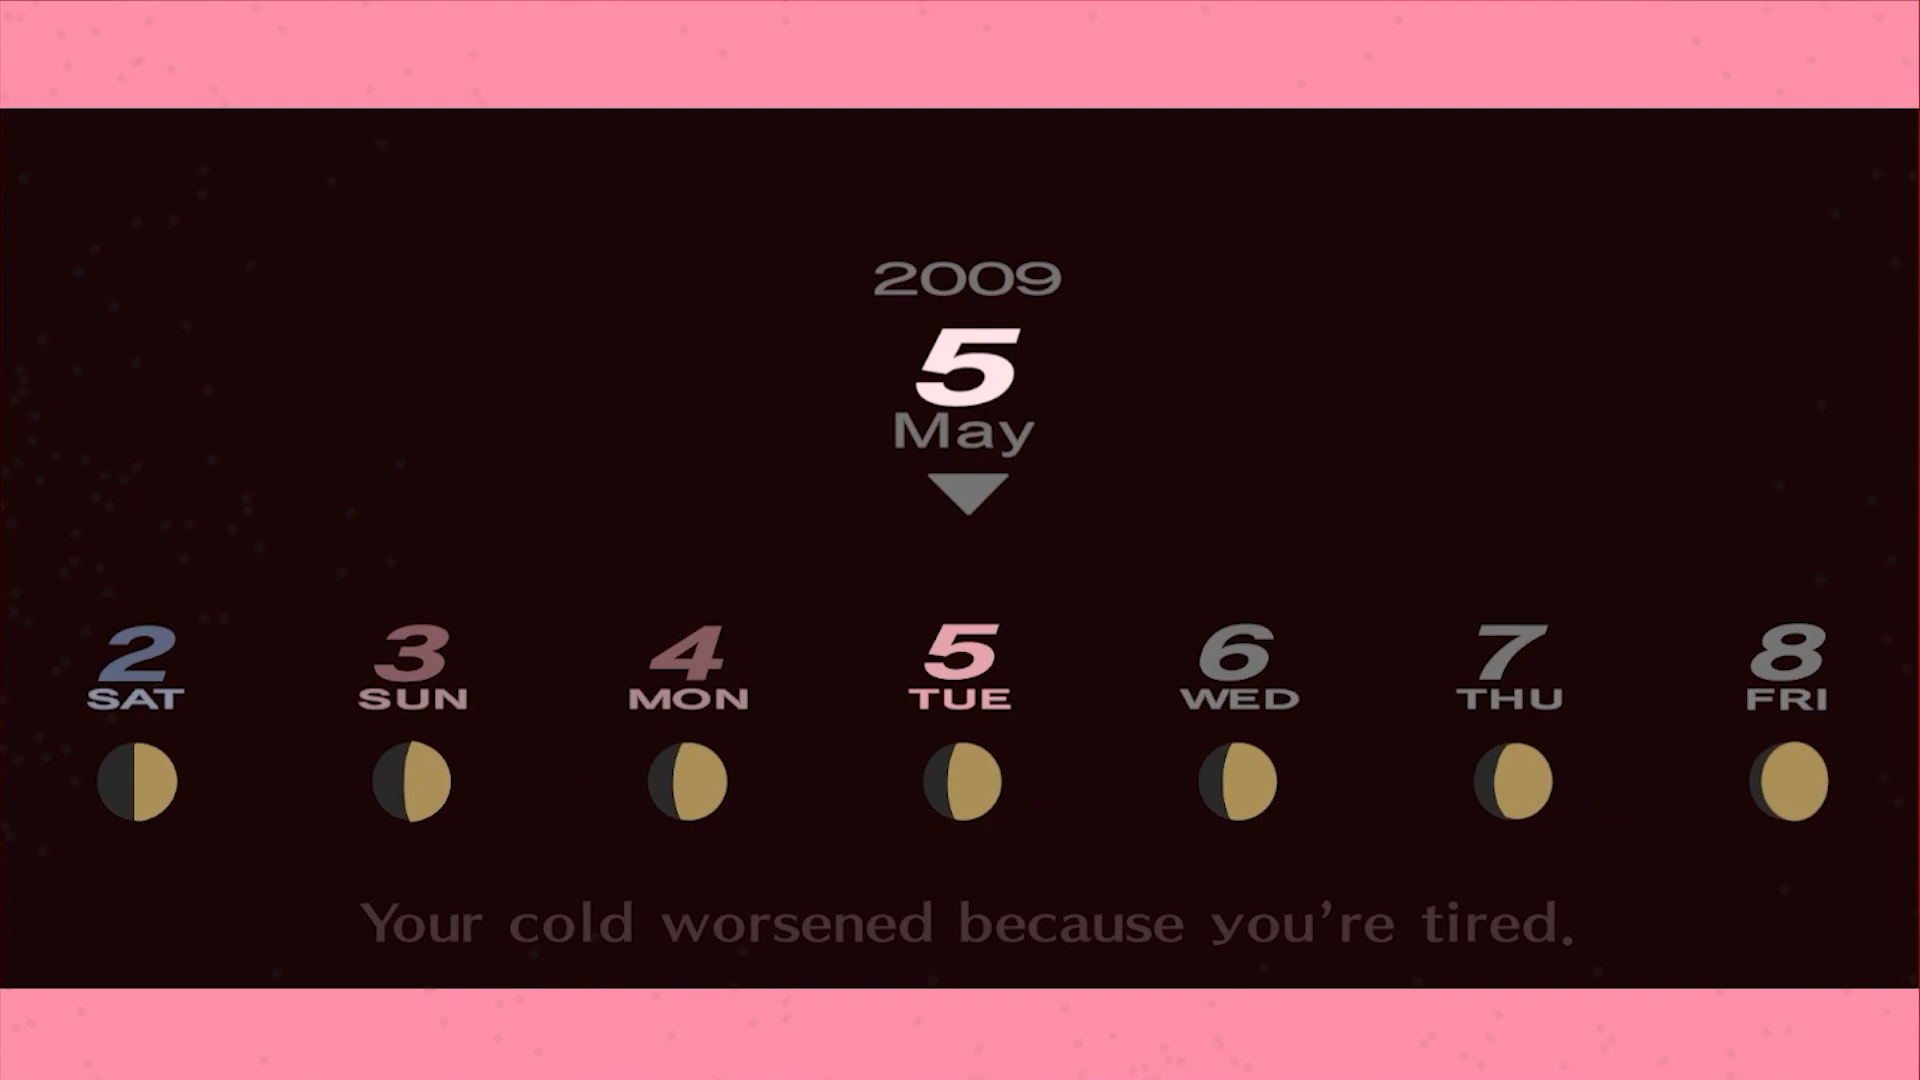 2009
5
May
2 3 4 5 6 7 8
SAT SUN MON TUE WED THU FRI
Your cold worsened because you're tired.